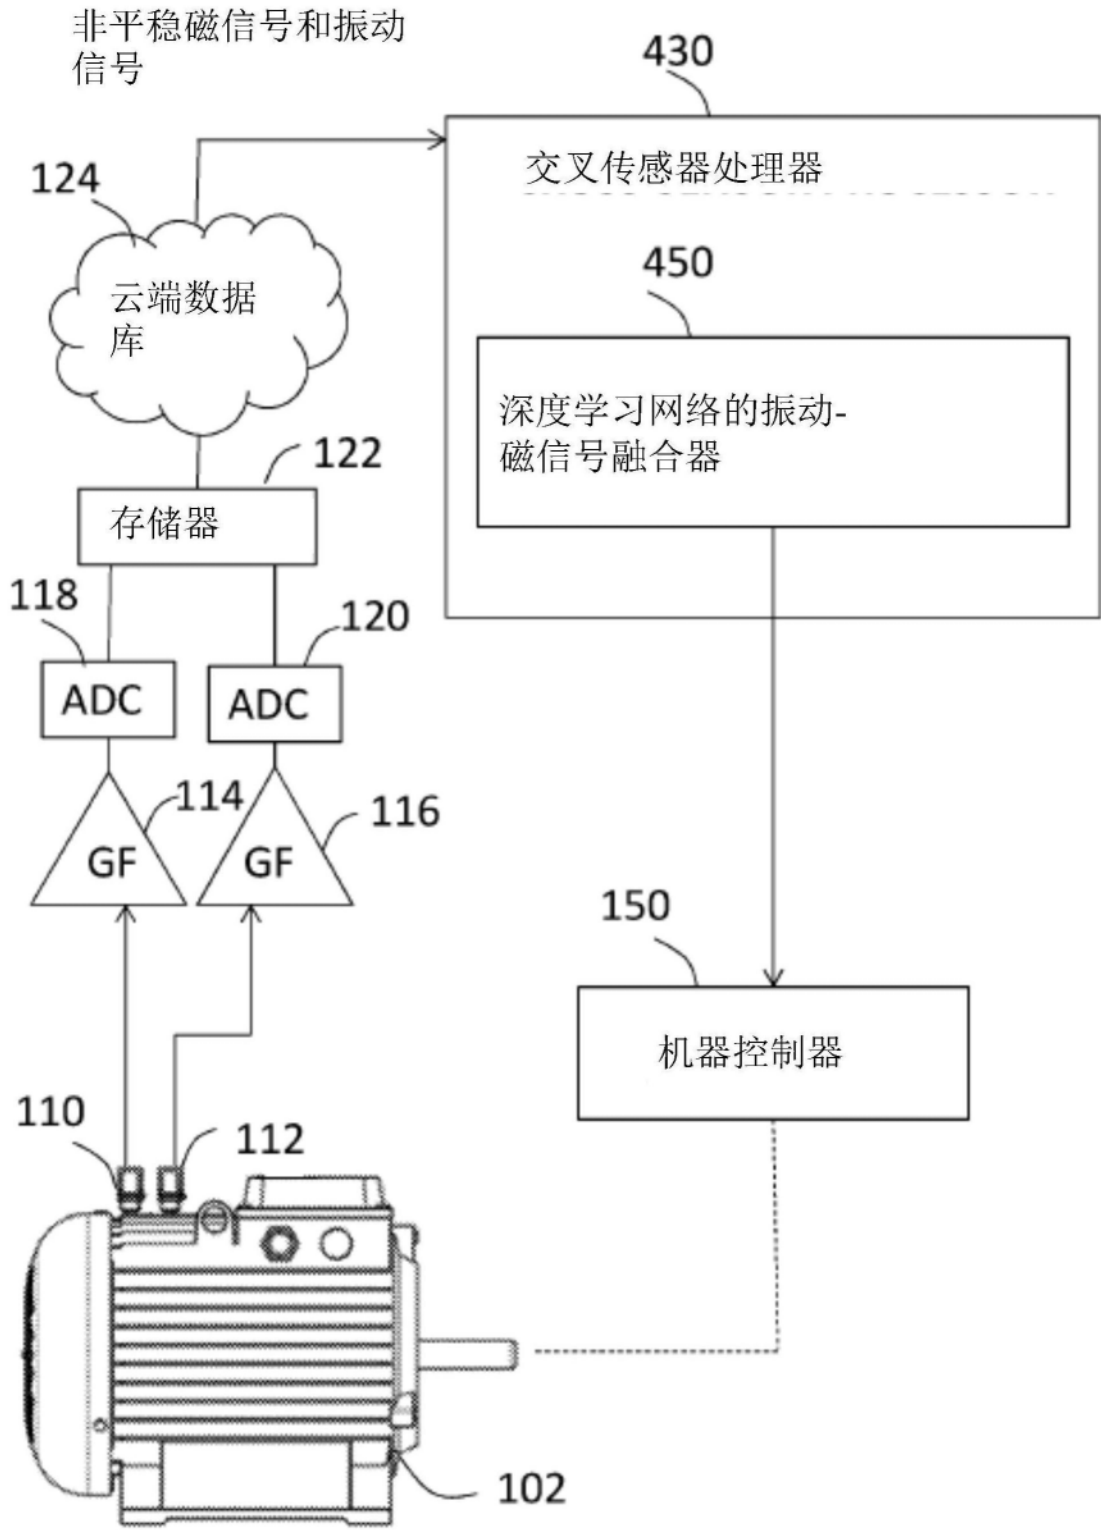 非平稳磁信号和振动
信号
430
交叉传感器处理器
124
450
云端数据
库
深度学习网络的振动-
磁信号融合器
122
存储器
118
120
ADC
ADC
114
116
GF
GF
150
机器控制器
110
112
102